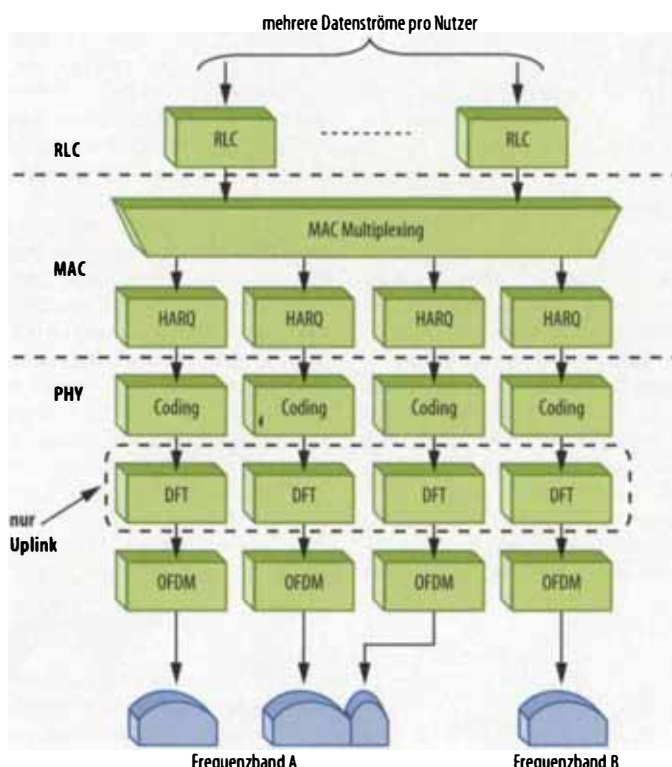 mehrere Datenströme pro Nutzer
RLC RLC
RLC
MAC Multiplexing
MAC
HARQ HARQ HARQ HARQ
PHY
Coding Coding Coding Coding
DFT DFT DFT DFT
nur
Uplink
OFDM OFDM OFDM OFDM
Frequenzband A Frequenzband B